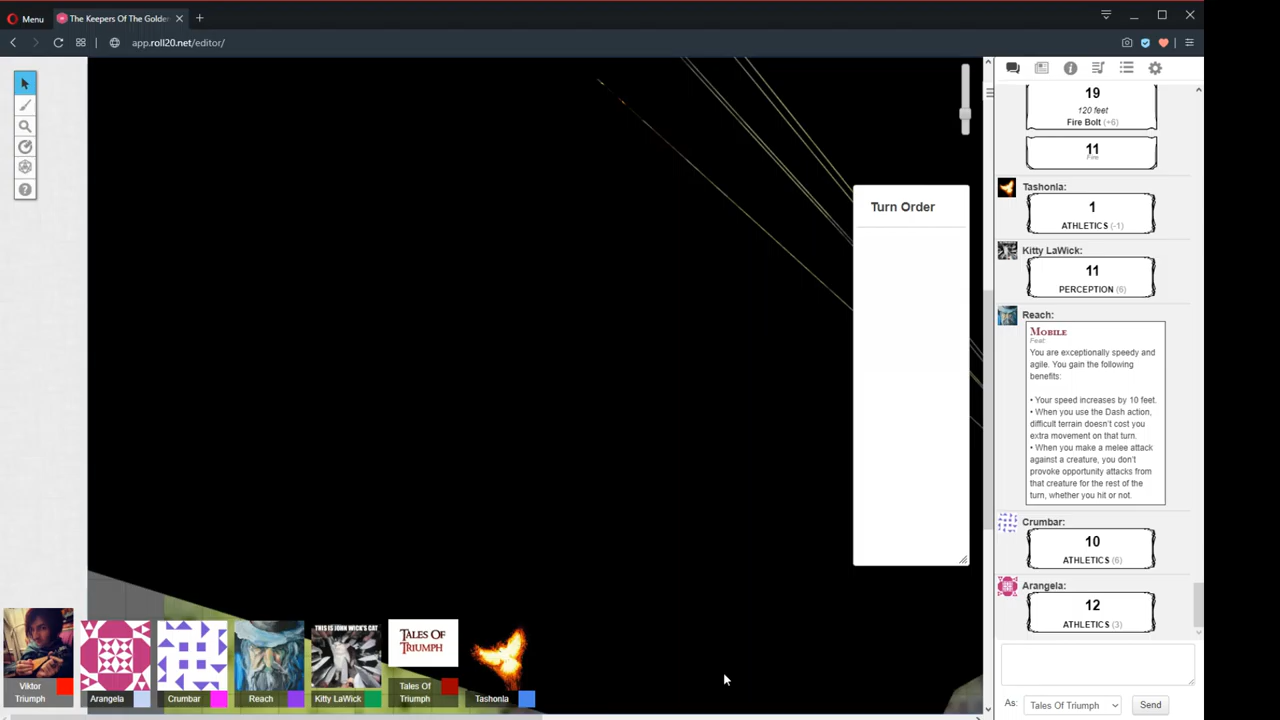 Menu
The Keepers Of The Golde
app.roll20.net/editor/
19
120 feet
Fire Bolt (+6)
11
Fire
Tashonla:
1
ATHLETICS (-1)
Kitty LaWick:
11
PERCEPTION (6)
Reach:
MOBILE
Feat:
You are exceptionally speedy and
agile. You gain the following
benefits:
• Your speed increases by 10 feet.
• When you use the Dash action,
difficult terrain doesn't cost you
extra movement on that turn.
• When you make a melee attack
against a creature, you don't
provoke opportunity attacks from
that creature for the rest of the
turn, whether you hit or not.
Crumbar:
10
ATHLETICS (6)
Arangela:
12
ATHLETICS (3)
As:
Tales Of Triumph
Send
Turn Order
Viktor
Triumph
Arangela
Crumbar
Reach
THIS IS JOHN WICK'S CAT
Kitty LaWick
TALES OF
TRIUMPH
Tales Of
Triumph
Tashonla